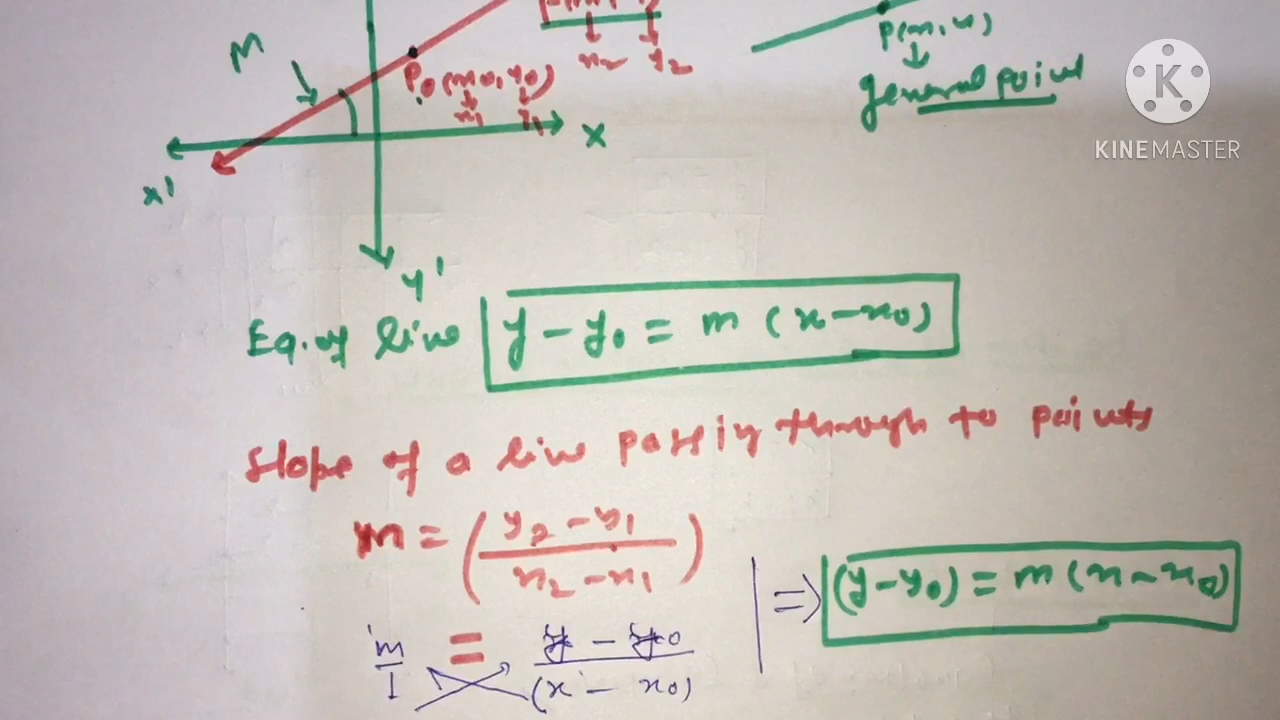 M
P₀(x₀, y₀)
x₂ y₂
x₁ y₁
X
X'
Y'
P(x, y)
general point
K
KINEMASTER
Eq. of line y - y₀ = m (x - x₀)
Slope of a line passing through to points
m = (y₂ - y₁ / x₂ - x₁)
m/1 = y - y₀ / (x - x₀)
⇒ (y - y₀) = m (x - x₀)